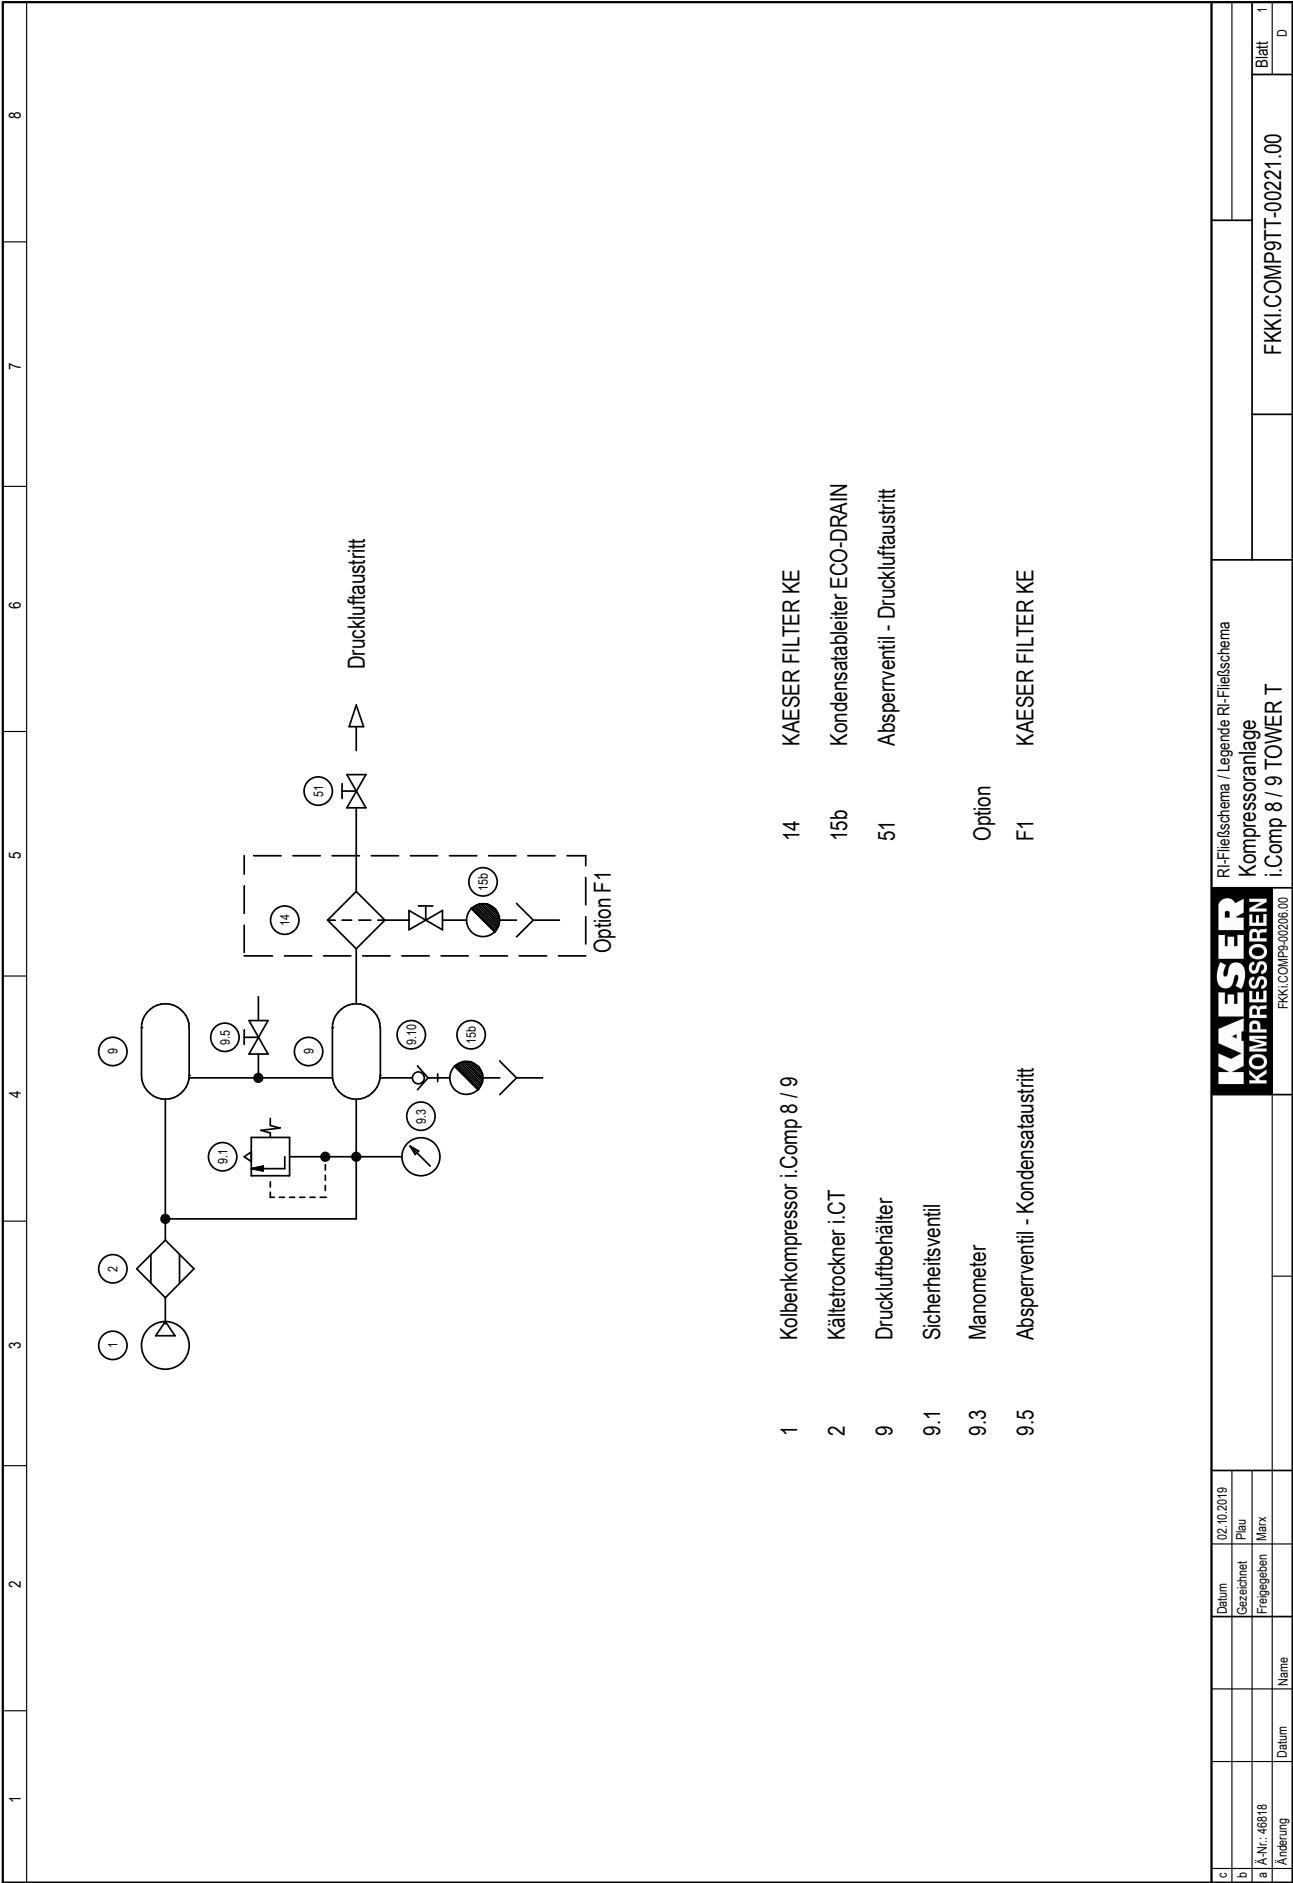 1 2 3 4 5 6 7 8
1
2
9
9.1
9.5
9
9.3
9.10
15b
14
15b
51
Druckluftaustritt
Option F1
1 Kolbenkompressor i.Comp 8 / 9
2 Kältetrockner i.CT
9 Druckluftbehälter
9.1 Sicherheitsventil
9.3 Manometer
9.5 Absperrventil - Kondensataustritt
14 KAESER FILTER KE
15b Kondensatableiter ECO-DRAIN
51 Absperrventil - Druckluftaustritt
Option
F1 KAESER FILTER KE
c
b
a Ä-Nr.: 46818
Änderung Datum Name
Datum 02.10.2019
Gezeichnet Plau
Freigegeben Marx
KAESER
KOMPRESSOREN
FKKi.COMP9-00206.00
RI-Fließschema / Legende RI-Fließschema
Kompressoranlage
i.Comp 8 / 9 TOWER T
FKKI.COMP9TT-00221.00
Blatt 1
D